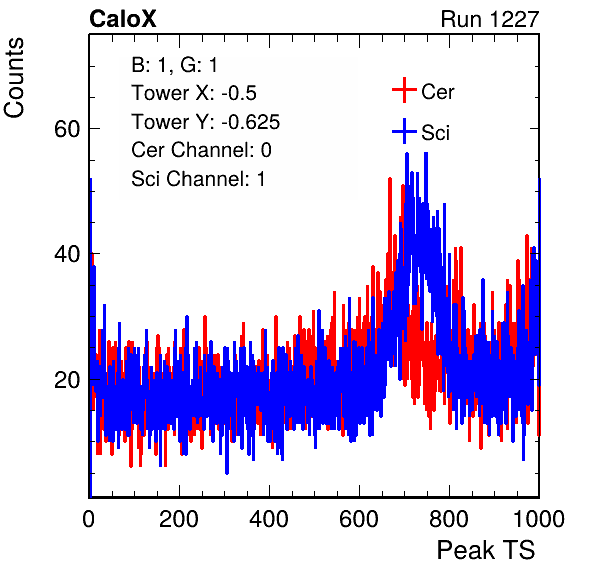 CaloX Run 1227
Counts
B: 1, G: 1
Tower X: -0.5
Tower Y: -0.625
Cer Channel: 0
Sci Channel: 1
Cer
Sci
60
40
20
0 200 400 600 800 1000
Peak TS